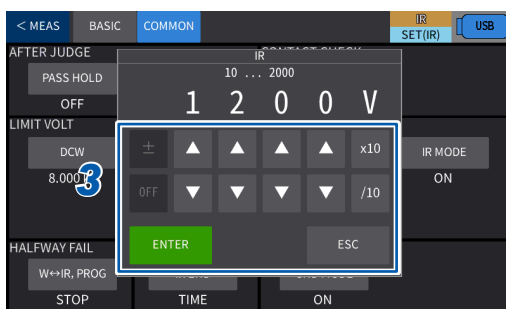 < MEAS BASIC COMMON IR SET(IR) USB
AFTER JUDGE
PASS HOLD
OFF
IR
10 ... 2000
1 2 0 0 0 V
LIMIT VOLT
DCW
8.000
3
± ▲ ▲ ▲ ▲ x10
OFF ▼ ▼ ▼ ▼ /10
ENTER ESC
IR MODE
ON
HALFWAY FAIL
W↔IR, PROG
STOP
TIME
ON